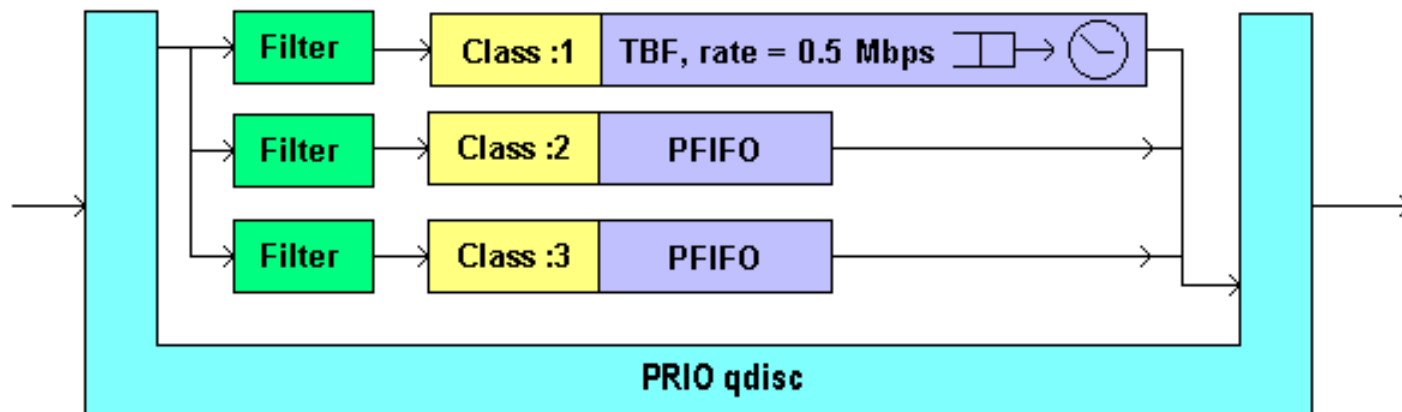 Filter
Class :1
TBF, rate = 0.5 Mbps
Filter
Class :2
PFIFO
Filter
Class :3
PFIFO
PRIO qdisc